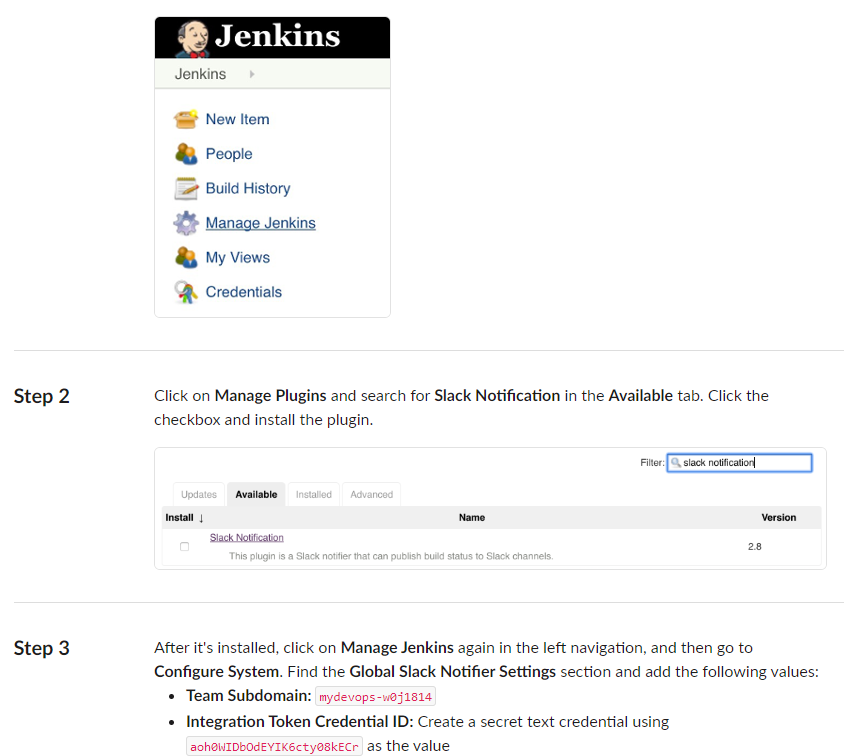 Jenkins
Jenkins
New Item
People
Build History
Manage Jenkins
My Views
Credentials
Step 2
Click on Manage Plugins and search for Slack Notification in the Available tab. Click the
checkbox and install the plugin.
Filter: slack notification
Updates Available Installed Advanced
Install ↓ Name Version
Slack Notification
2.8
This plugin is a Slack notifier that can publish build status to Slack channels.
Step 3
After it's installed, click on Manage Jenkins again in the left navigation, and then go to
Configure System. Find the Global Slack Notifier Settings section and add the following values:
• Team Subdomain: mydevops-w0j1814
• Integration Token Credential ID: Create a secret text credential using
aoh0WIDbOdEYIK6cty08kECr as the value